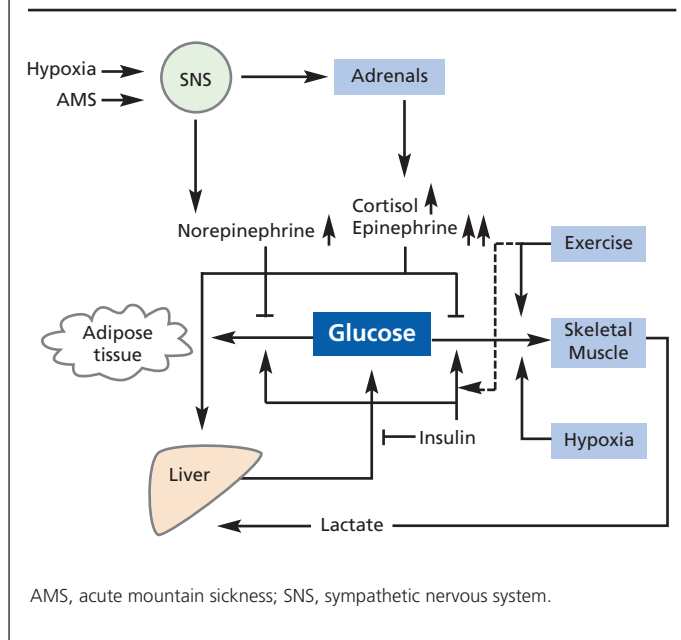 Hypoxia
AMS
SNS
Adrenals
Norepinephrine
Cortisol
Epinephrine
Exercise
Adipose
tissue
Glucose
Skeletal
Muscle
Insulin
Hypoxia
Liver
Lactate
AMS, acute mountain sickness; SNS, sympathetic nervous system.